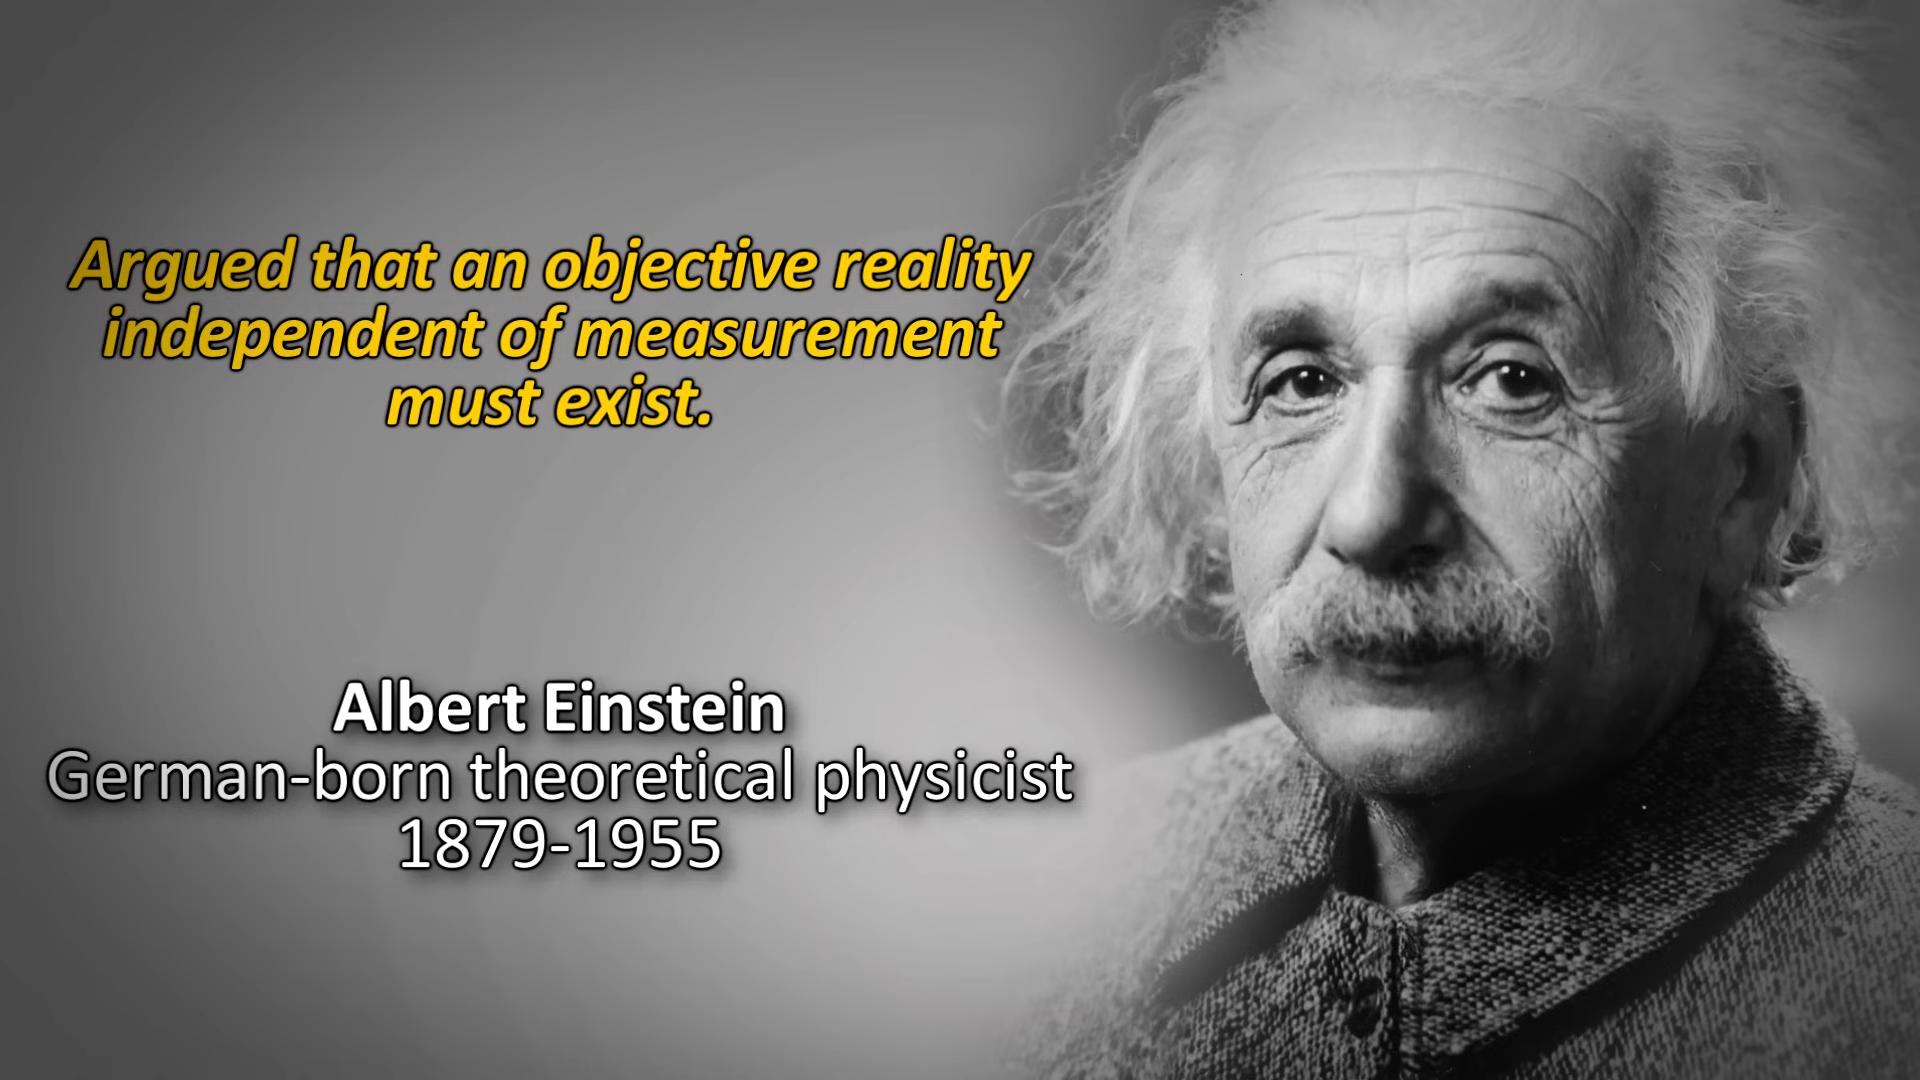 Argued that an objective reality
independent of measurement
must exist.
Albert Einstein
German-born theoretical physicist
1879-1955